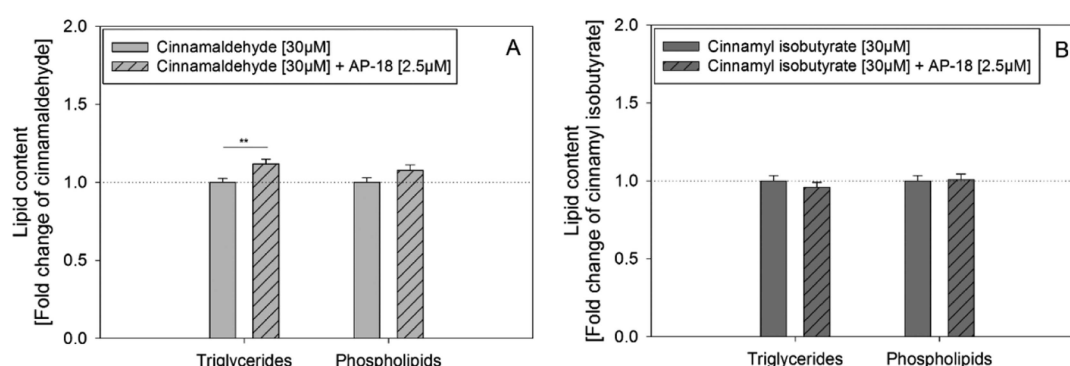 A
Cinnamaldehyde [30µM]
Cinnamaldehyde [30µM] + AP-18 [2.5µM]
Lipid content
[Fold change of cinnamaldehyde]
2.0
1.5
1.0
0.5
0.0
**
Triglycerides
Phospholipids
B
Cinnamyl isobutyrate [30µM]
Cinnamyl isobutyrate [30µM] + AP-18 [2.5µM]
Lipid content
[Fold change of cinnamyl isobutyrate]
2.0
1.5
1.0
0.5
0.0
Triglycerides
Phospholipids